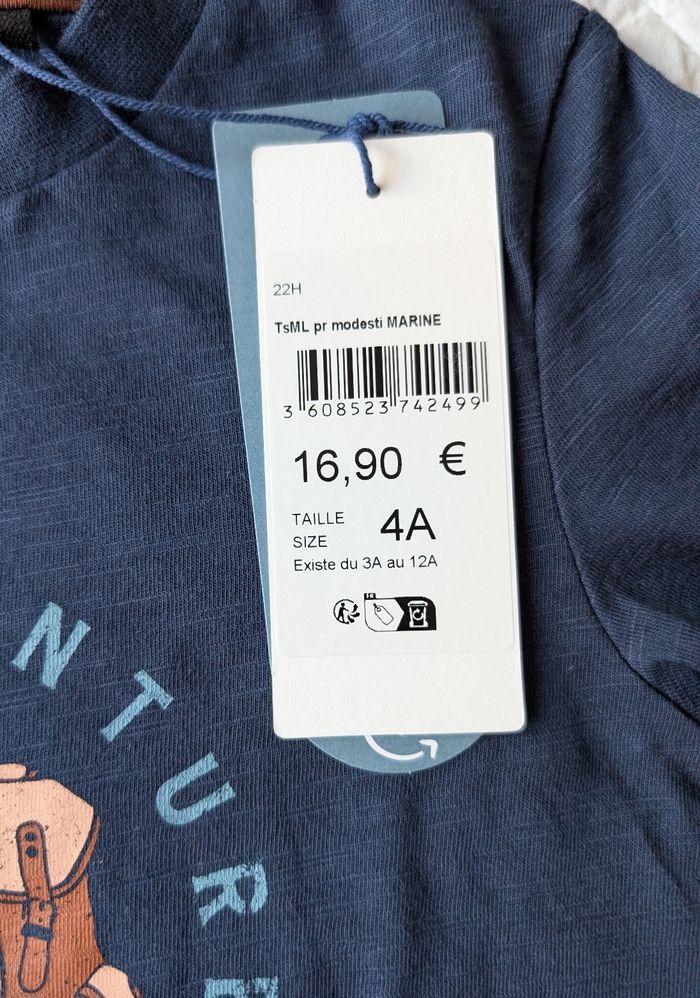 22H
TsML pr modesti MARINE
3 608523 742499
16,90 €
TAILLE
SIZE
4A
Existe du 3A au 12A
FR
NTUR